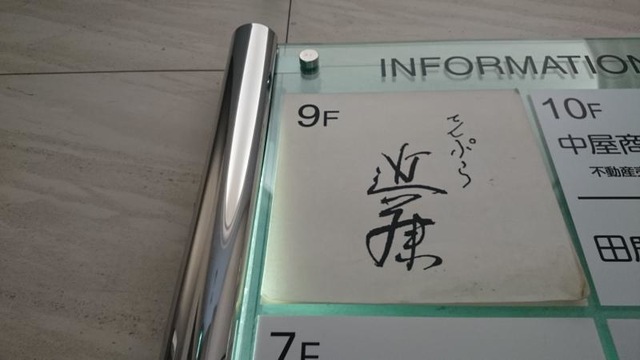 INFORMATION
9F
てんぷら
近藤
10F
中屋商
不動産
田
7F